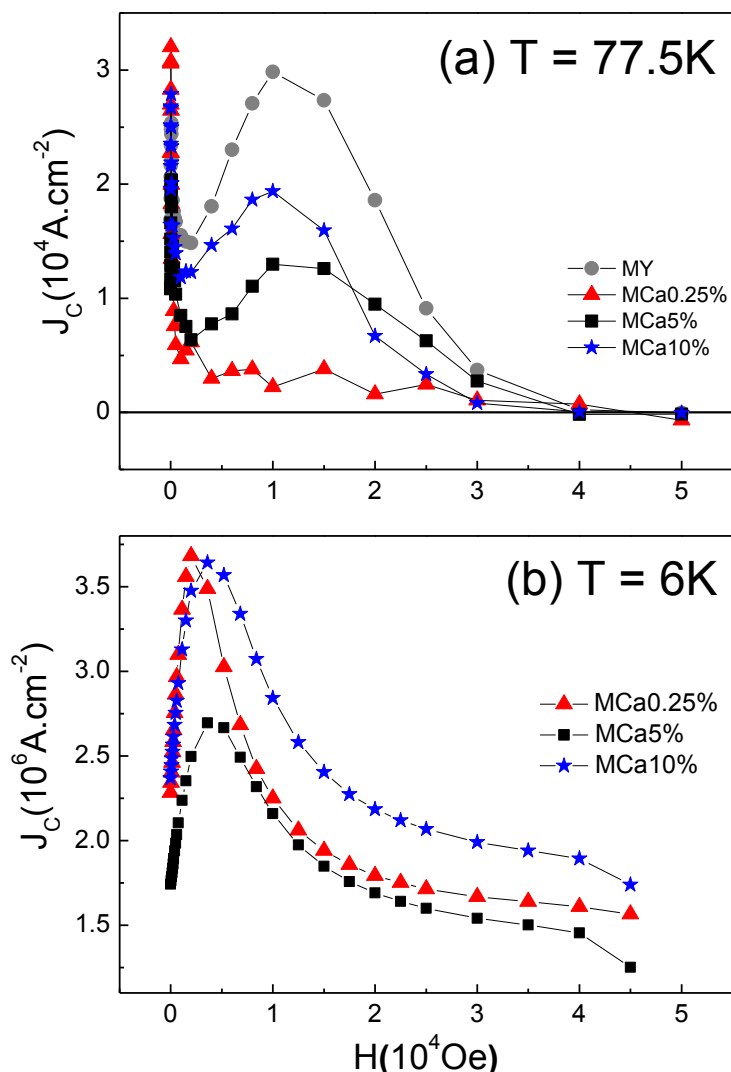 (a) T = 77.5K
J_C(10^4A.cm^-2)
3
2
1
0
MY
MCa0.25%
MCa5%
MCa10%
0 1 2 3 4 5
(b) T = 6K
J_C(10^6A.cm^-2)
3.5
3.0
2.5
2.0
1.5
MCa0.25%
MCa5%
MCa10%
0 1 2 3 4 5
H(10^4Oe)